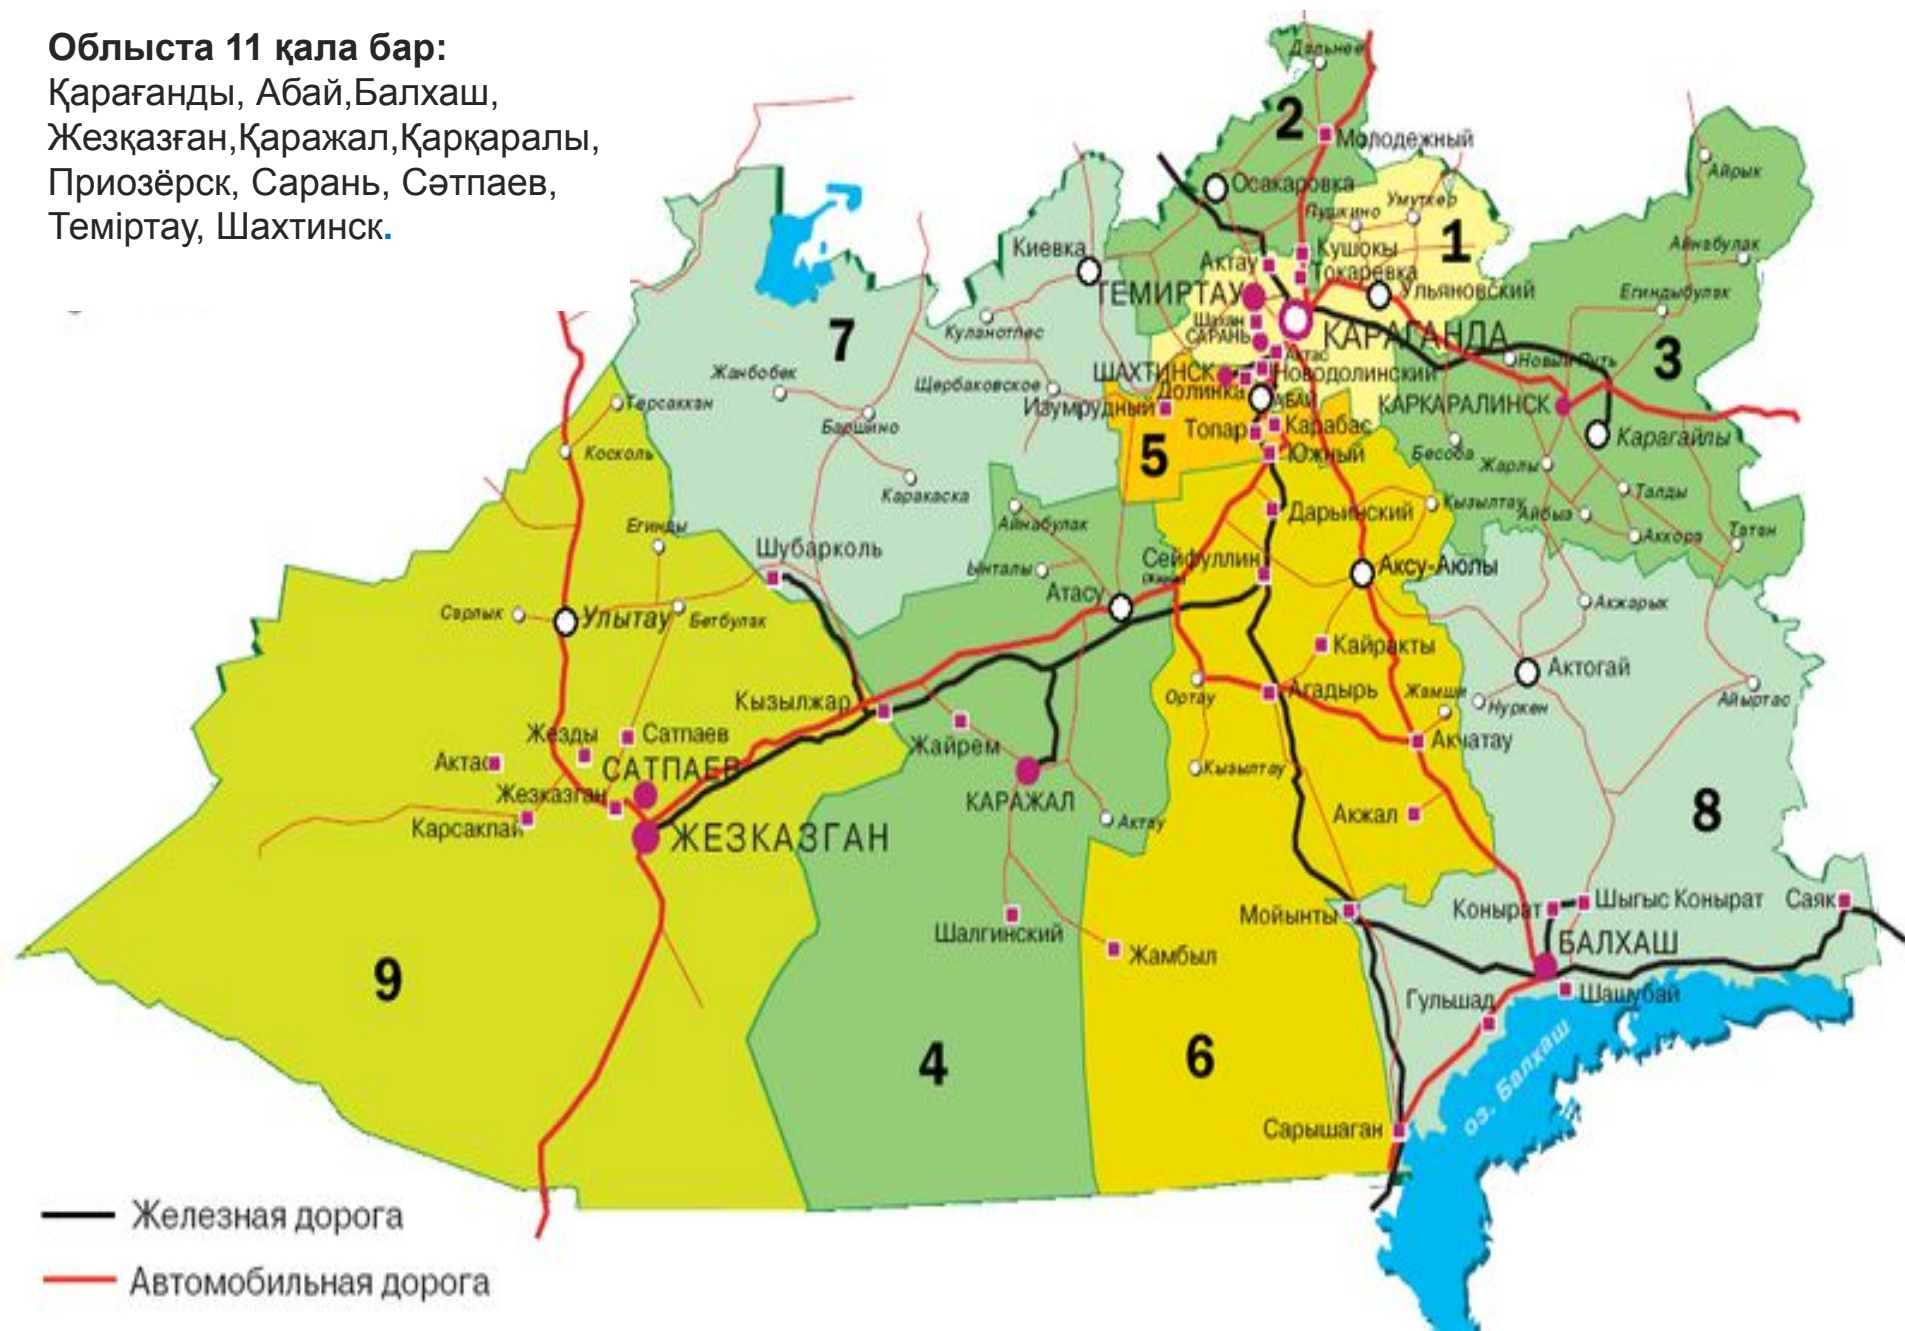 Облыста 11 қала бар:
Қарағанды, Абай,Балхаш,
Жезқазған,Қаражал,Қарқаралы,
Приозёрск, Сарань, Сәтпаев,
Теміртау, Шахтинск.
Дальнее
2
Молодежный
Айрык
Осакаровка
Умуткер
Пушкино
1
Айнабулак
Киевка
Кушокы
Актау
Токаревка
ТЕМИРТАУ
Ульяновский
Егиндыбулак
7
Куланотпес
Шахан
САРАНЬ
КАРАГАНДА
3
Актас
Новый Путь
Жанбобек
Щербаковское
ШАХТИНСК
Новодолинский
Долинка
Терсаккан
Изумрудный
АБАЙ
КАРКАРАЛИНСК
Баршино
Топар
Карабас
Карагайлы
Косколь
5
Южный
Бесоба
Жарлы
Каракаска
Талды
Айнабулак
Дарьинский
Кызылтау
Айбыз
Егинды
Аккора
Татан
Шубарколь
Ынталы
Сейфуллин
Аксу-Аюлы
Атасу
Акжарык
Сарлык
Улытау
Бетбулак
Кайракты
Актогай
Кызылжар
Ортау
Агадырь
Жамши
Нуркен
Айыртас
Жезды
Сатпаев
Жайрем
Акчатау
Актас
САТПАЕВ
Кызылтау
Жезказган
КАРАЖАЛ
Акжал
8
Карсакпай
ЖЕЗКАЗГАН
Актау
Мойынты
Конырат
Шыгыс Конырат
Саяк
Шалгинский
БАЛХАШ
Жамбыл
9
Гульшад
Шашубай
4
6
оз. Балхаш
Сарышаган
Железная дорога
Автомобильная дорога